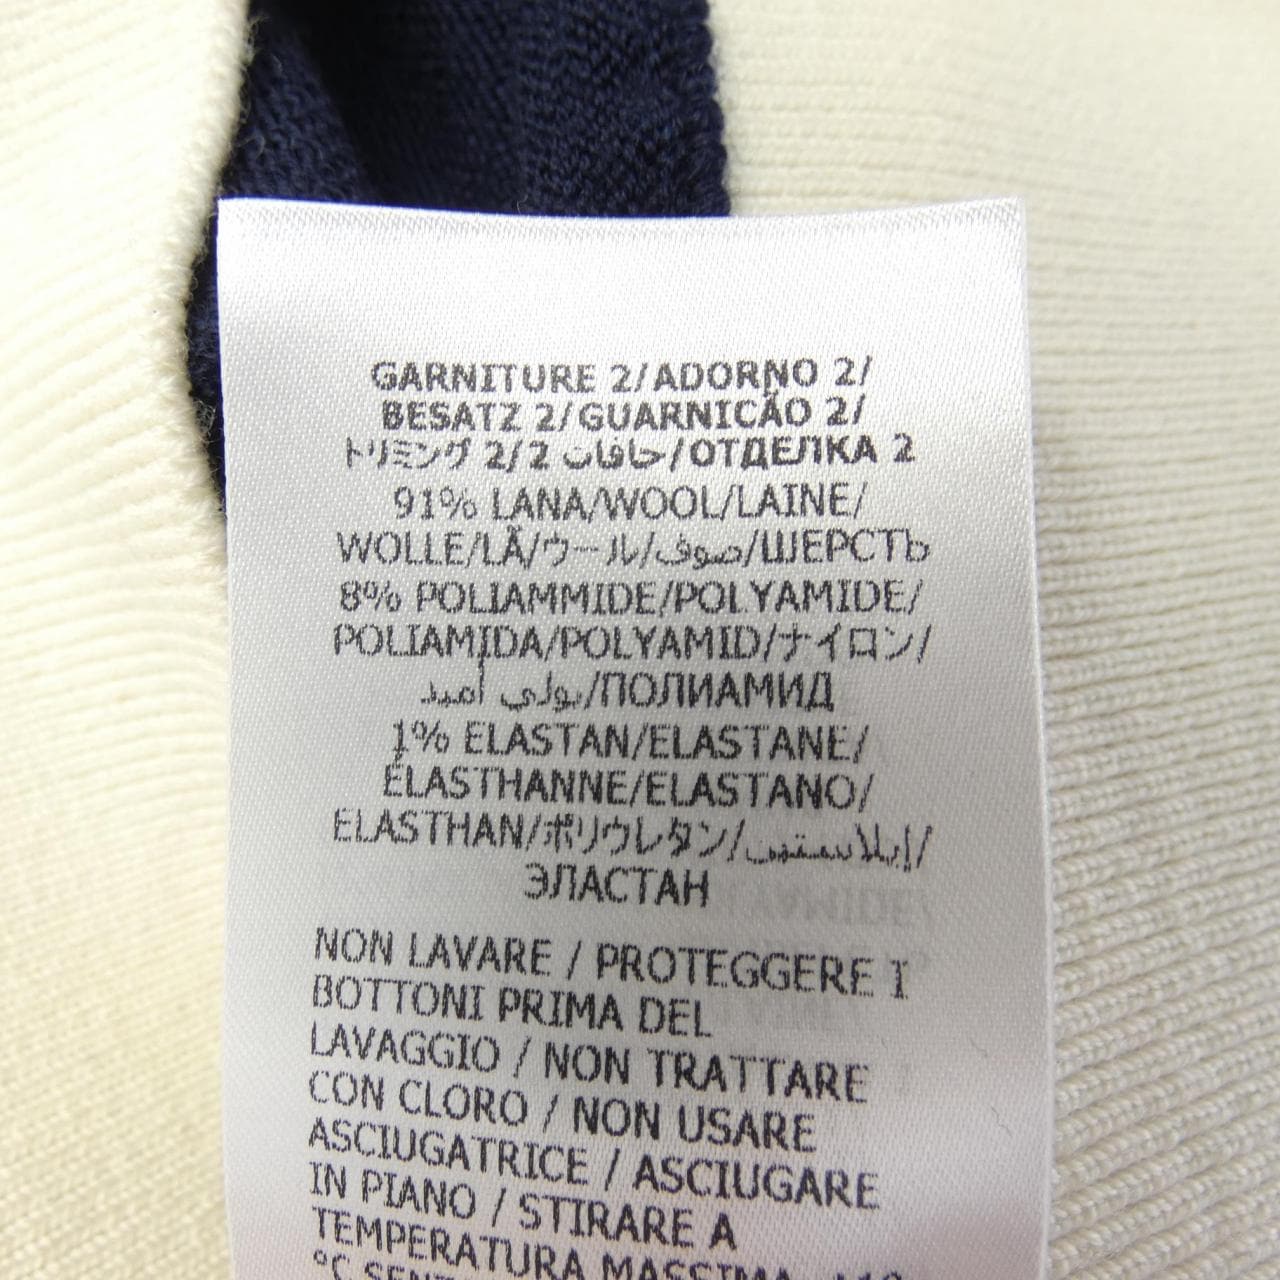 GARNITURE 2/ADORNO 2/
BESATZ 2/GUARNICÃO 2/
トリミング 2/2 حافات/ОТДЕЛКА 2
91% LANA/WOOL/LAINE/
WOLLE/LÃ/ウール/صوف/ШЕРСТЬ
8% POLIAMMIDE/POLYAMIDE/
POLIAMIDA/POLYAMID/ナイロン/
بولي أميد/ПОЛИАМИД
1% ELASTAN/ELASTANE/
ÉLASTHANNE/ELASTANO/
ELASTHAN/ポリウレタン/إيلاستين/
ЭЛАСТАН
NON LAVARE / PROTEGGERE I
BOTTONI PRIMA DEL
LAVAGGIO / NON TRATTARE
CON CLORO / NON USARE
ASCIUGATRICE / ASCIUGARE
IN PIANO / STIRARE A
TEMPERATURA MASSIMA 110
°C SENT